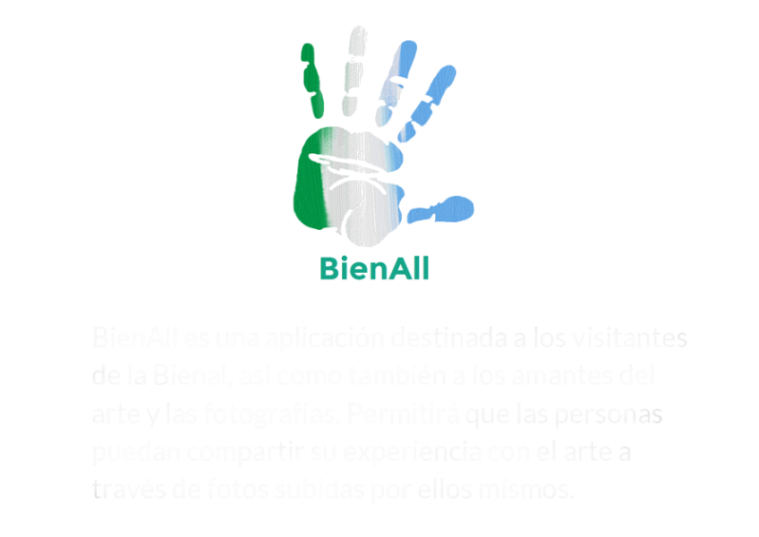 BienAll
BienAll es una aplicación destinada a los visitantes
de la Bienal, así como también a los amantes del
arte y las fotografías. Permitirá que las personas
puedan compartir su experiencia con el arte a
través de fotos subidas por ellos mismos.